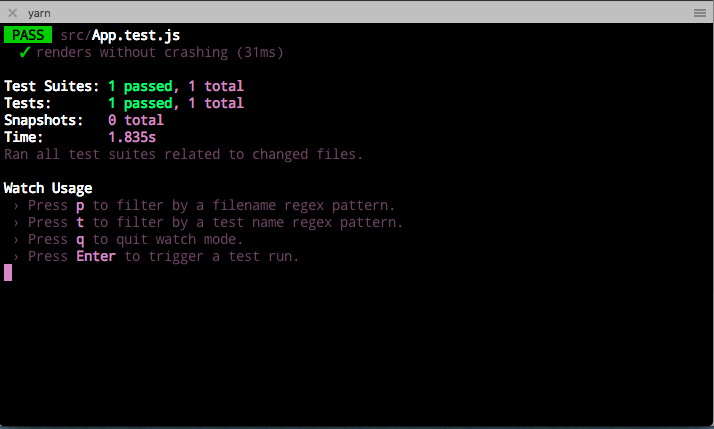 yarn
PASS src/App.test.js
✓ renders without crashing (31ms)
Test Suites: 1 passed, 1 total
Tests: 1 passed, 1 total
Snapshots: 0 total
Time: 1.835s
Ran all test suites related to changed files.
Watch Usage
› Press p to filter by a filename regex pattern.
› Press t to filter by a test name regex pattern.
› Press q to quit watch mode.
› Press Enter to trigger a test run.